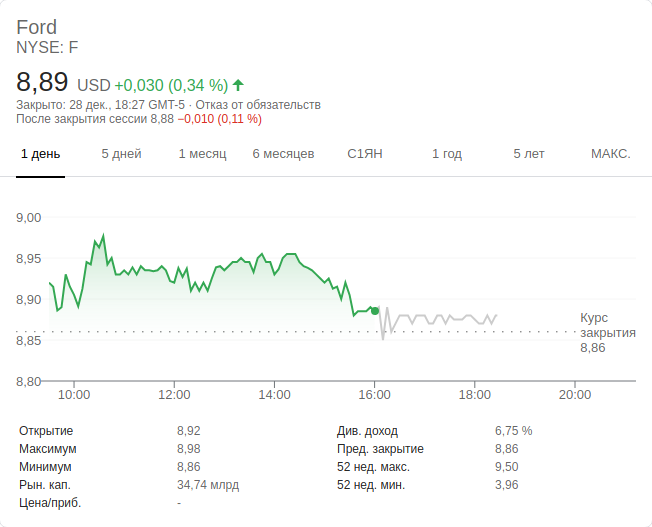 Ford
NYSE: F
8,89 USD +0,030 (0,34 %)
Закрыто: 28 дек., 18:27 GMT-5 · Отказ от обязательств
После закрытия сессии 8,88 −0,010 (0,11 %)
1 день 5 дней 1 месяц 6 месяцев С1ЯН 1 год 5 лет МАКС.
9,00
8,95
8,90
8,85
8,80
Курс
закрытия
8,86
10:00 12:00 14:00 16:00 18:00 20:00
Открытие 8,92 Див. доход 6,75 %
Максимум 8,98 Пред. закрытие 8,86
Минимум 8,86 52 нед. макс. 9,50
Рын. кап. 34,74 млрд 52 нед. мин. 3,96
Цена/приб. -